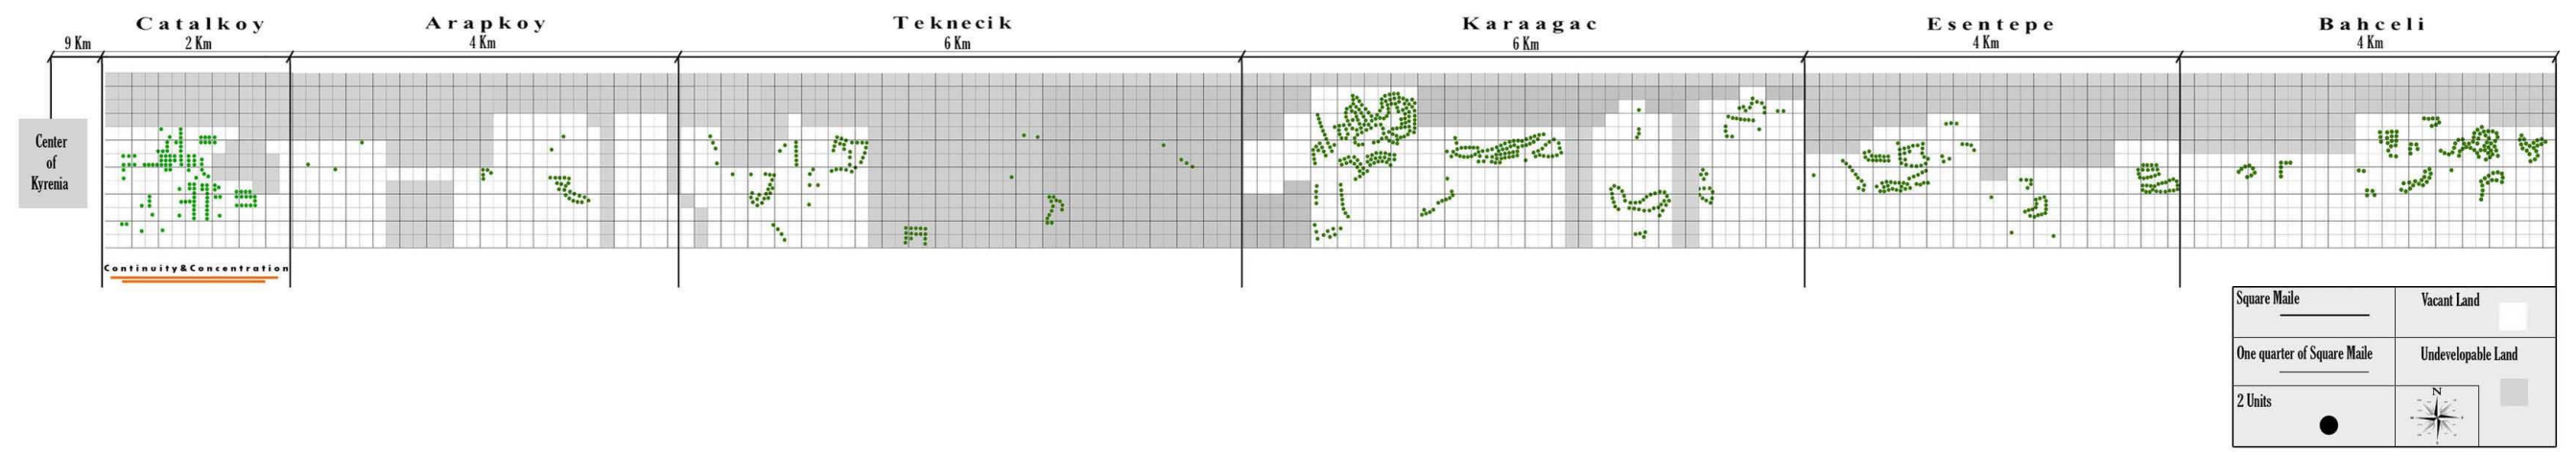 Catalkoy Arapkoy Teknecik Karaagac Esentepe Bahceli
9 Km 2 Km 4 Km 6 Km 6 Km 4 Km 4 Km
Center
of
Kyrenia
Continuity&Concentration
Square Maile Vacant Land
One quarter of Square Maile Undevelopable Land
2 Units N